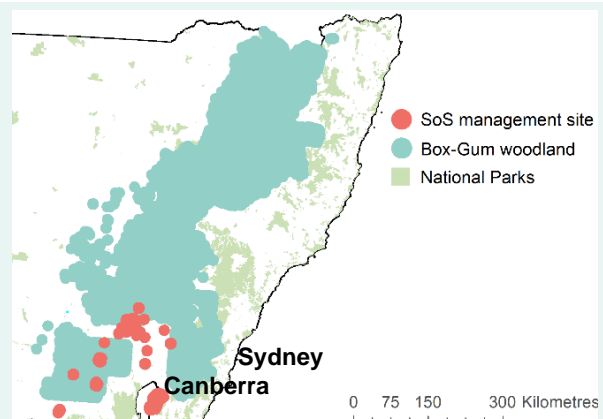 SoS management site
Box-Gum woodland
National Parks
Sydney
Canberra
0 75 150 300 Kilometres